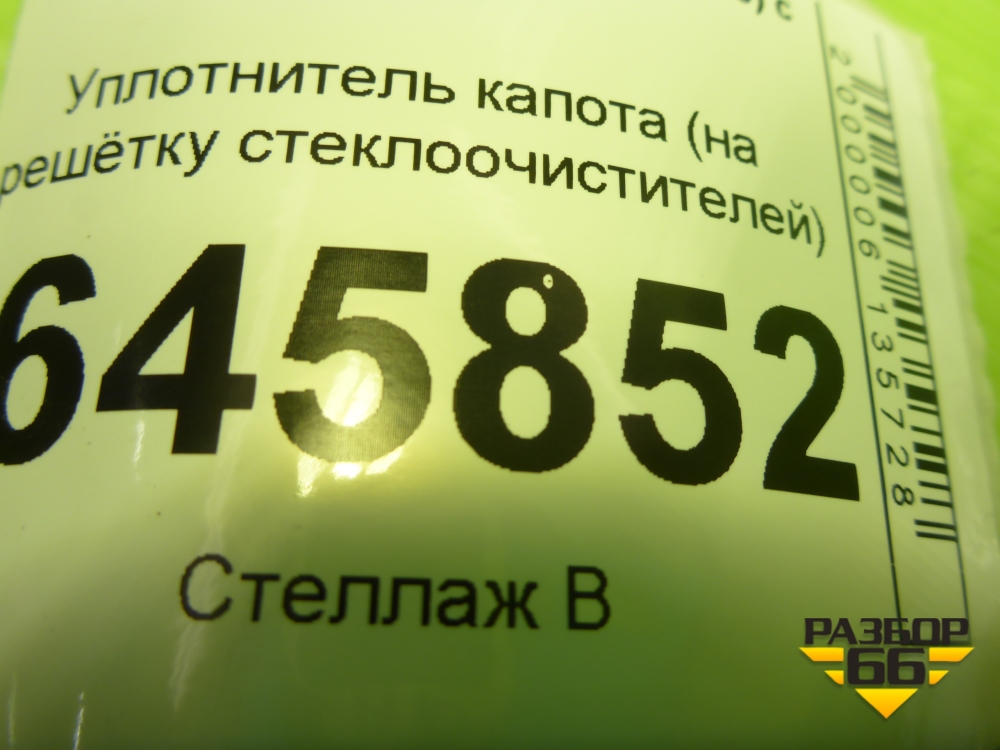 ) с
Уплотнитель капота (на
решётку стеклоочистителей)
645852
Стеллаж В
2000006135728
РАЗБОР
66